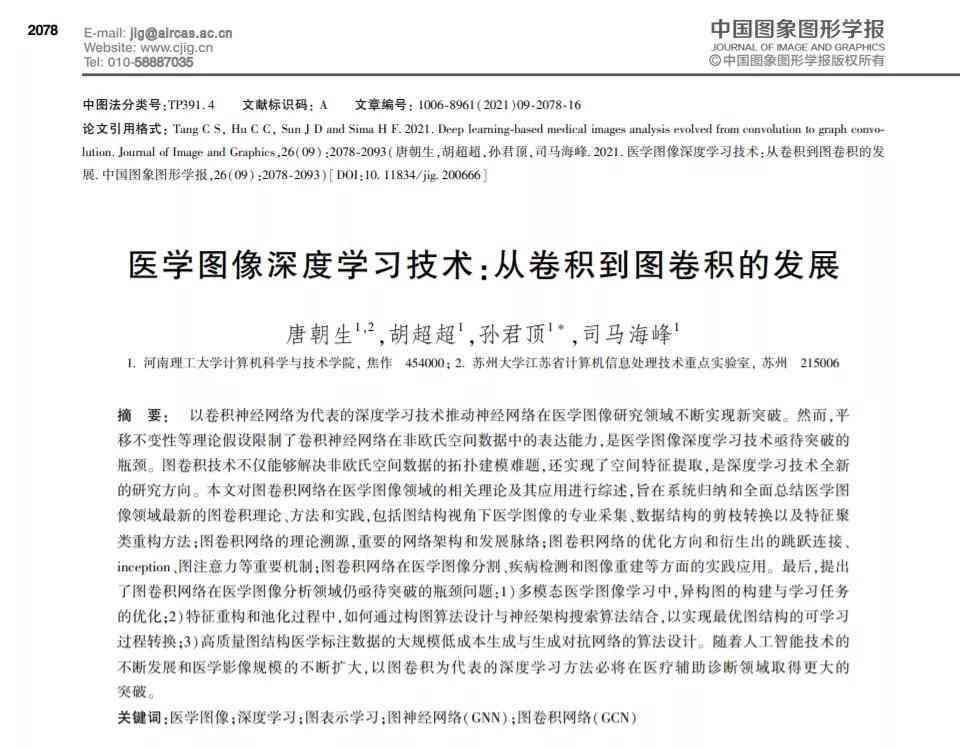 2078
E-mail: jig@aircas.ac.cn
Website: www.cjig.cn
Tel: 010-58887035
中国图象图形学报
JOURNAL OF IMAGE AND GRAPHICS
©中国图象图形学报版权所有
中图法分类号:TP391.4 文献标识码: A 文章编号: 1006-8961(2021)09-2078-16
论文引用格式: Tang C S, Hu C C, Sun J D and Sima H F. 2021. Deep learning-based medical images analysis evolved from convolution to graph convo-
lution. Journal of Image and Graphics,26(09):2078-2093(唐朝生,胡超超,孙君顶,司马海峰. 2021. 医学图像深度学习技术:从卷积到图卷积的发
展. 中国图象图形学报,26(09):2078-2093)[DOI:10. 11834/jig. 200666]
医学图像深度学习技术:从卷积到图卷积的发展
唐朝生1,2,胡超超1,孙君顶1*,司马海峰1
1. 河南理工大学计算机科学与技术学院, 焦作 454000; 2. 苏州大学江苏省计算机信息处理技术重点实验室, 苏州 215006
摘 要: 以卷积神经网络为代表的深度学习技术推动神经网络在医学图像研究领域不断实现新突破。然而,平
移不变性等理论假设限制了卷积神经网络在非欧氏空间数据中的表达能力,是医学图像深度学习技术亟待突破的
瓶颈。图卷积技术不仅能够解决非欧氏空间数据的拓扑建模难题,还实现了空间特征提取,是深度学习技术全新
的研究方向。本文对图卷积网络在医学图像领域的相关理论及其应用进行综述,旨在系统归纳和全面总结医学图
像领域最新的图卷积理论、方法和实践,包括图结构视角下医学图像的专业采集、数据结构的剪枝转换以及特征聚
类重构方法;图卷积网络的理论溯源,重要的网络架构和发展脉络;图卷积网络的优化方向和衍生出的跳跃连接、
inception、图注意力等重要机制;图卷积网络在医学图像分割、疾病检测和图像重建等方面的实践应用。最后,提出
了图卷积网络在医学图像分析领域仍亟待突破的瓶颈问题:1)多模态医学图像学习中,异构图的构建与学习任务
的优化;2)特征重构和池化过程中,如何通过构图算法设计与神经架构搜索算法结合,以实现最优图结构的可学习
过程转换;3)高质量图结构医学标注数据的大规模低成本生成与生成对抗网络的算法设计。随着人工智能技术的
不断发展和医学影像规模的不断扩大,以图卷积为代表的深度学习方法必将在医疗辅助诊断领域取得更大的
突破。
关键词:医学图像;深度学习;图表示学习;图神经网络(GNN);图卷积网络(GCN)